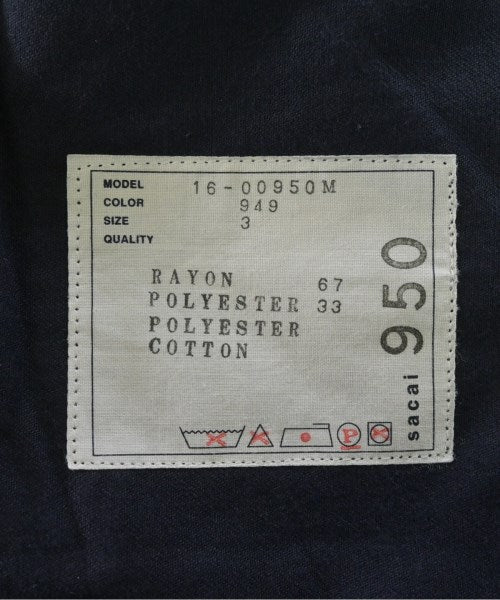 MODEL 16-00950M
COLOR 949
SIZE 3
QUALITY
RAYON 67
POLYESTER 33
POLYESTER
COTTON
sacai 950
P